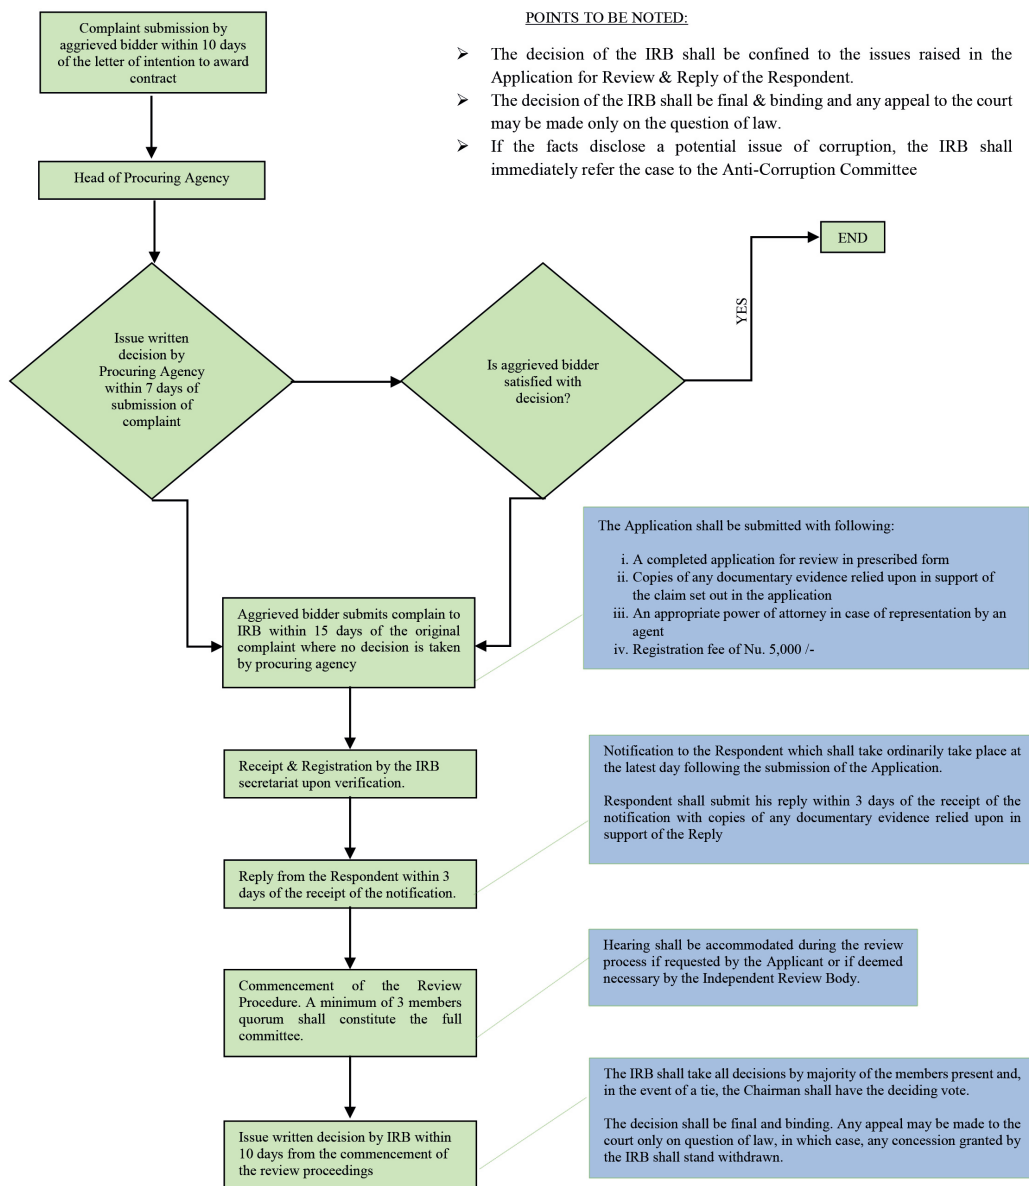 Complaint submission by
aggrieved bidder within 10 days
of the letter of intention to award
contract
POINTS TO BE NOTED:
➢ The decision of the IRB shall be confined to the issues raised in the
Application for Review & Reply of the Respondent.
➢ The decision of the IRB shall be final & binding and any appeal to the court
may be made only on the question of law.
➢ If the facts disclose a potential issue of corruption, the IRB shall
immediately refer the case to the Anti-Corruption Committee
Head of Procuring Agency
END
YES
Issue written
decision by
Procuring Agency
within 7 days of
submission of
complaint
Is aggrieved bidder
satisfied with
decision?
The Application shall be submitted with following:
i. A completed application for review in prescribed form
ii. Copies of any documentary evidence relied upon in support of
the claim set out in the application
iii. An appropriate power of attorney in case of representation by an
agent
iv. Registration fee of Nu. 5,000 /-
Aggrieved bidder submits complain to
IRB within 15 days of the original
complaint where no decision is taken
by procuring agency
Receipt & Registration by the IRB
secretariat upon verification.
Notification to the Respondent which shall take ordinarily take place at
the latest day following the submission of the Application.
Respondent shall submit his reply within 3 days of the receipt of the
notification with copies of any documentary evidence relied upon in
support of the Reply
Reply from the Respondent within 3
days of the receipt of the notification.
Hearing shall be accommodated during the review
process if requested by the Applicant or if deemed
necessary by the Independent Review Body.
Commencement of the Review
Procedure. A minimum of 3 members
quorum shall constitute the full
committee.
The IRB shall take all decisions by majority of the members present and,
in the event of a tie, the Chairman shall have the deciding vote.
The decision shall be final and binding. Any appeal may be made to the
court only on question of law, in which case, any concession granted by
the IRB shall stand withdrawn.
Issue written decision by IRB within
10 days from the commencement of
the review proceedings